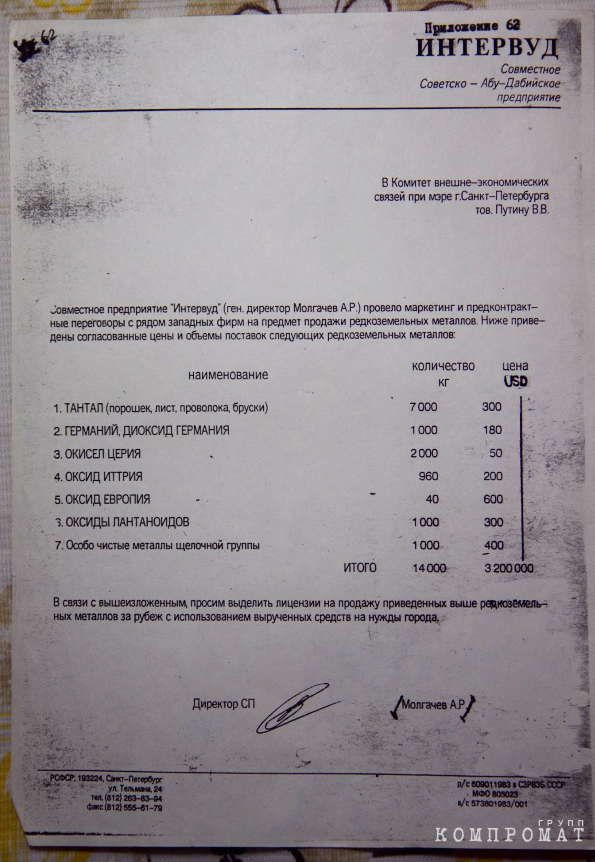 62
Приложение 62
ИНТЕРВУД
Совместное
Советско – Абу–Дабийское
предприятие
В Комитет внешне–экономических
связей при мэре г.Санкт–Петербурга
тов. Путину В.В.
Совместное предприятие "Интервуд" (ген. директор Молгачев А.Р.) провело маркетинг и предконтракт–
ные переговоры с рядом западных фирм на предмет продажи редкоземельных металлов. Ниже приве–
дены согласованные цены и объемы поставок следующих редкоземельных металлов:
наименование количество кг цена USD
1. ТАНТАЛ (порошек, лист, проволока, бруски) 7 000 300
2. ГЕРМАНИЙ, ДИОКСИД ГЕРМАНИЯ 1 000 180
3. ОКИСЕЛ ЦЕРИЯ 2 000 50
4. ОКСИД ИТТРИЯ 960 200
5. ОКСИД ЕВРОПИЯ 40 600
6. ОКСИДЫ ЛАНТАНОИДОВ 1 000 300
7. Особо чистые металлы щелочной группы 1 000 400
ИТОГО 14 000 3 200 000
В связи с вышеизложенным, просим выделить лицензии на продажу приведенных выше редкоземель–
ных металлов за рубеж с использованием вырученных средств на нужды города.
Директор СП Молгачев А.Р.
РСФСР, 193224, Санкт–Петербург
ул. Тельмана, 24
тел. (812) 263–83–94
факс (812) 555–61–79
р/с 609011983 в СЗРВЭБ СССР
МФО 805023
в/с 573801983/001
ГРУПП
КОМПРОМАТ